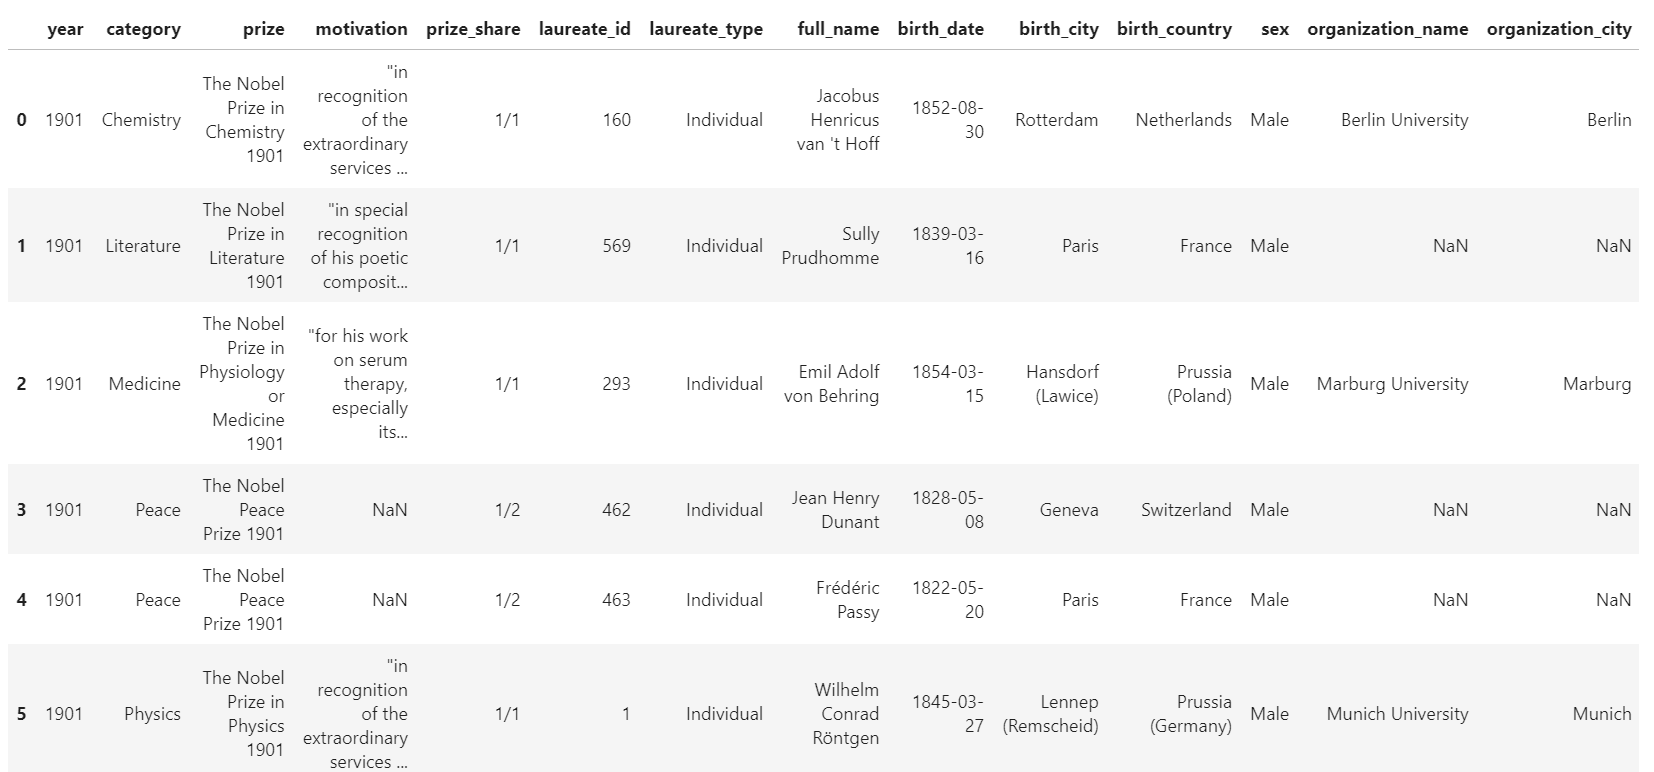 year category prize motivation prize_share laureate_id laureate_type full_name birth_date birth_city birth_country sex organization_name organization_city
0 1901 Chemistry The Nobel Prize in Chemistry 1901 "in recognition of the extraordinary services ... 1/1 160 Individual Jacobus Henricus van 't Hoff 1852-08-30 Rotterdam Netherlands Male Berlin University Berlin
1 1901 Literature The Nobel Prize in Literature 1901 "in special recognition of his poetic composit... 1/1 569 Individual Sully Prudhomme 1839-03-16 Paris France Male NaN NaN
2 1901 Medicine The Nobel Prize in Physiology or Medicine 1901 "for his work on serum therapy, especially its... 1/1 293 Individual Emil Adolf von Behring 1854-03-15 Hansdorf (Lawice) Prussia (Poland) Male Marburg University Marburg
3 1901 Peace The Nobel Peace Prize 1901 NaN 1/2 462 Individual Jean Henry Dunant 1828-05-08 Geneva Switzerland Male NaN NaN
4 1901 Peace The Nobel Peace Prize 1901 NaN 1/2 463 Individual Frédéric Passy 1822-05-20 Paris France Male NaN NaN
5 1901 Physics The Nobel Prize in Physics 1901 "in recognition of the extraordinary services ... 1/1 1 Individual Wilhelm Conrad Röntgen 1845-03-27 Lennep (Remscheid) Prussia (Germany) Male Munich University Munich